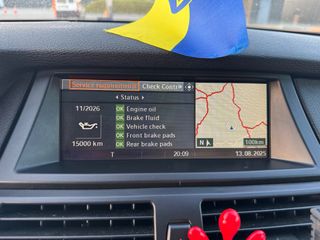 Service requirements Check Contr
Status
11/2026
OK Engine oil
OK Brake fluid
OK Vehicle check
OK Front brake pads
15000 km
OK Rear brake pads
N
100km
T
20:09
13.08.2025